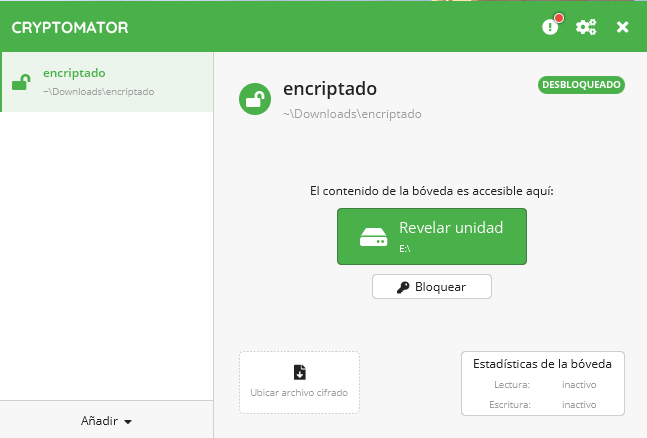 CRYPTOMATOR
encriptado
~\Downloads\encriptado
encriptado
DESBLOQUEADO
~\Downloads\encriptado
El contenido de la bóveda es accesible aquí:
Revelar unidad
E:\
Bloquear
Ubicar archivo cifrado
Estadísticas de la bóveda
Lectura: inactivo
Escritura: inactivo
Añadir